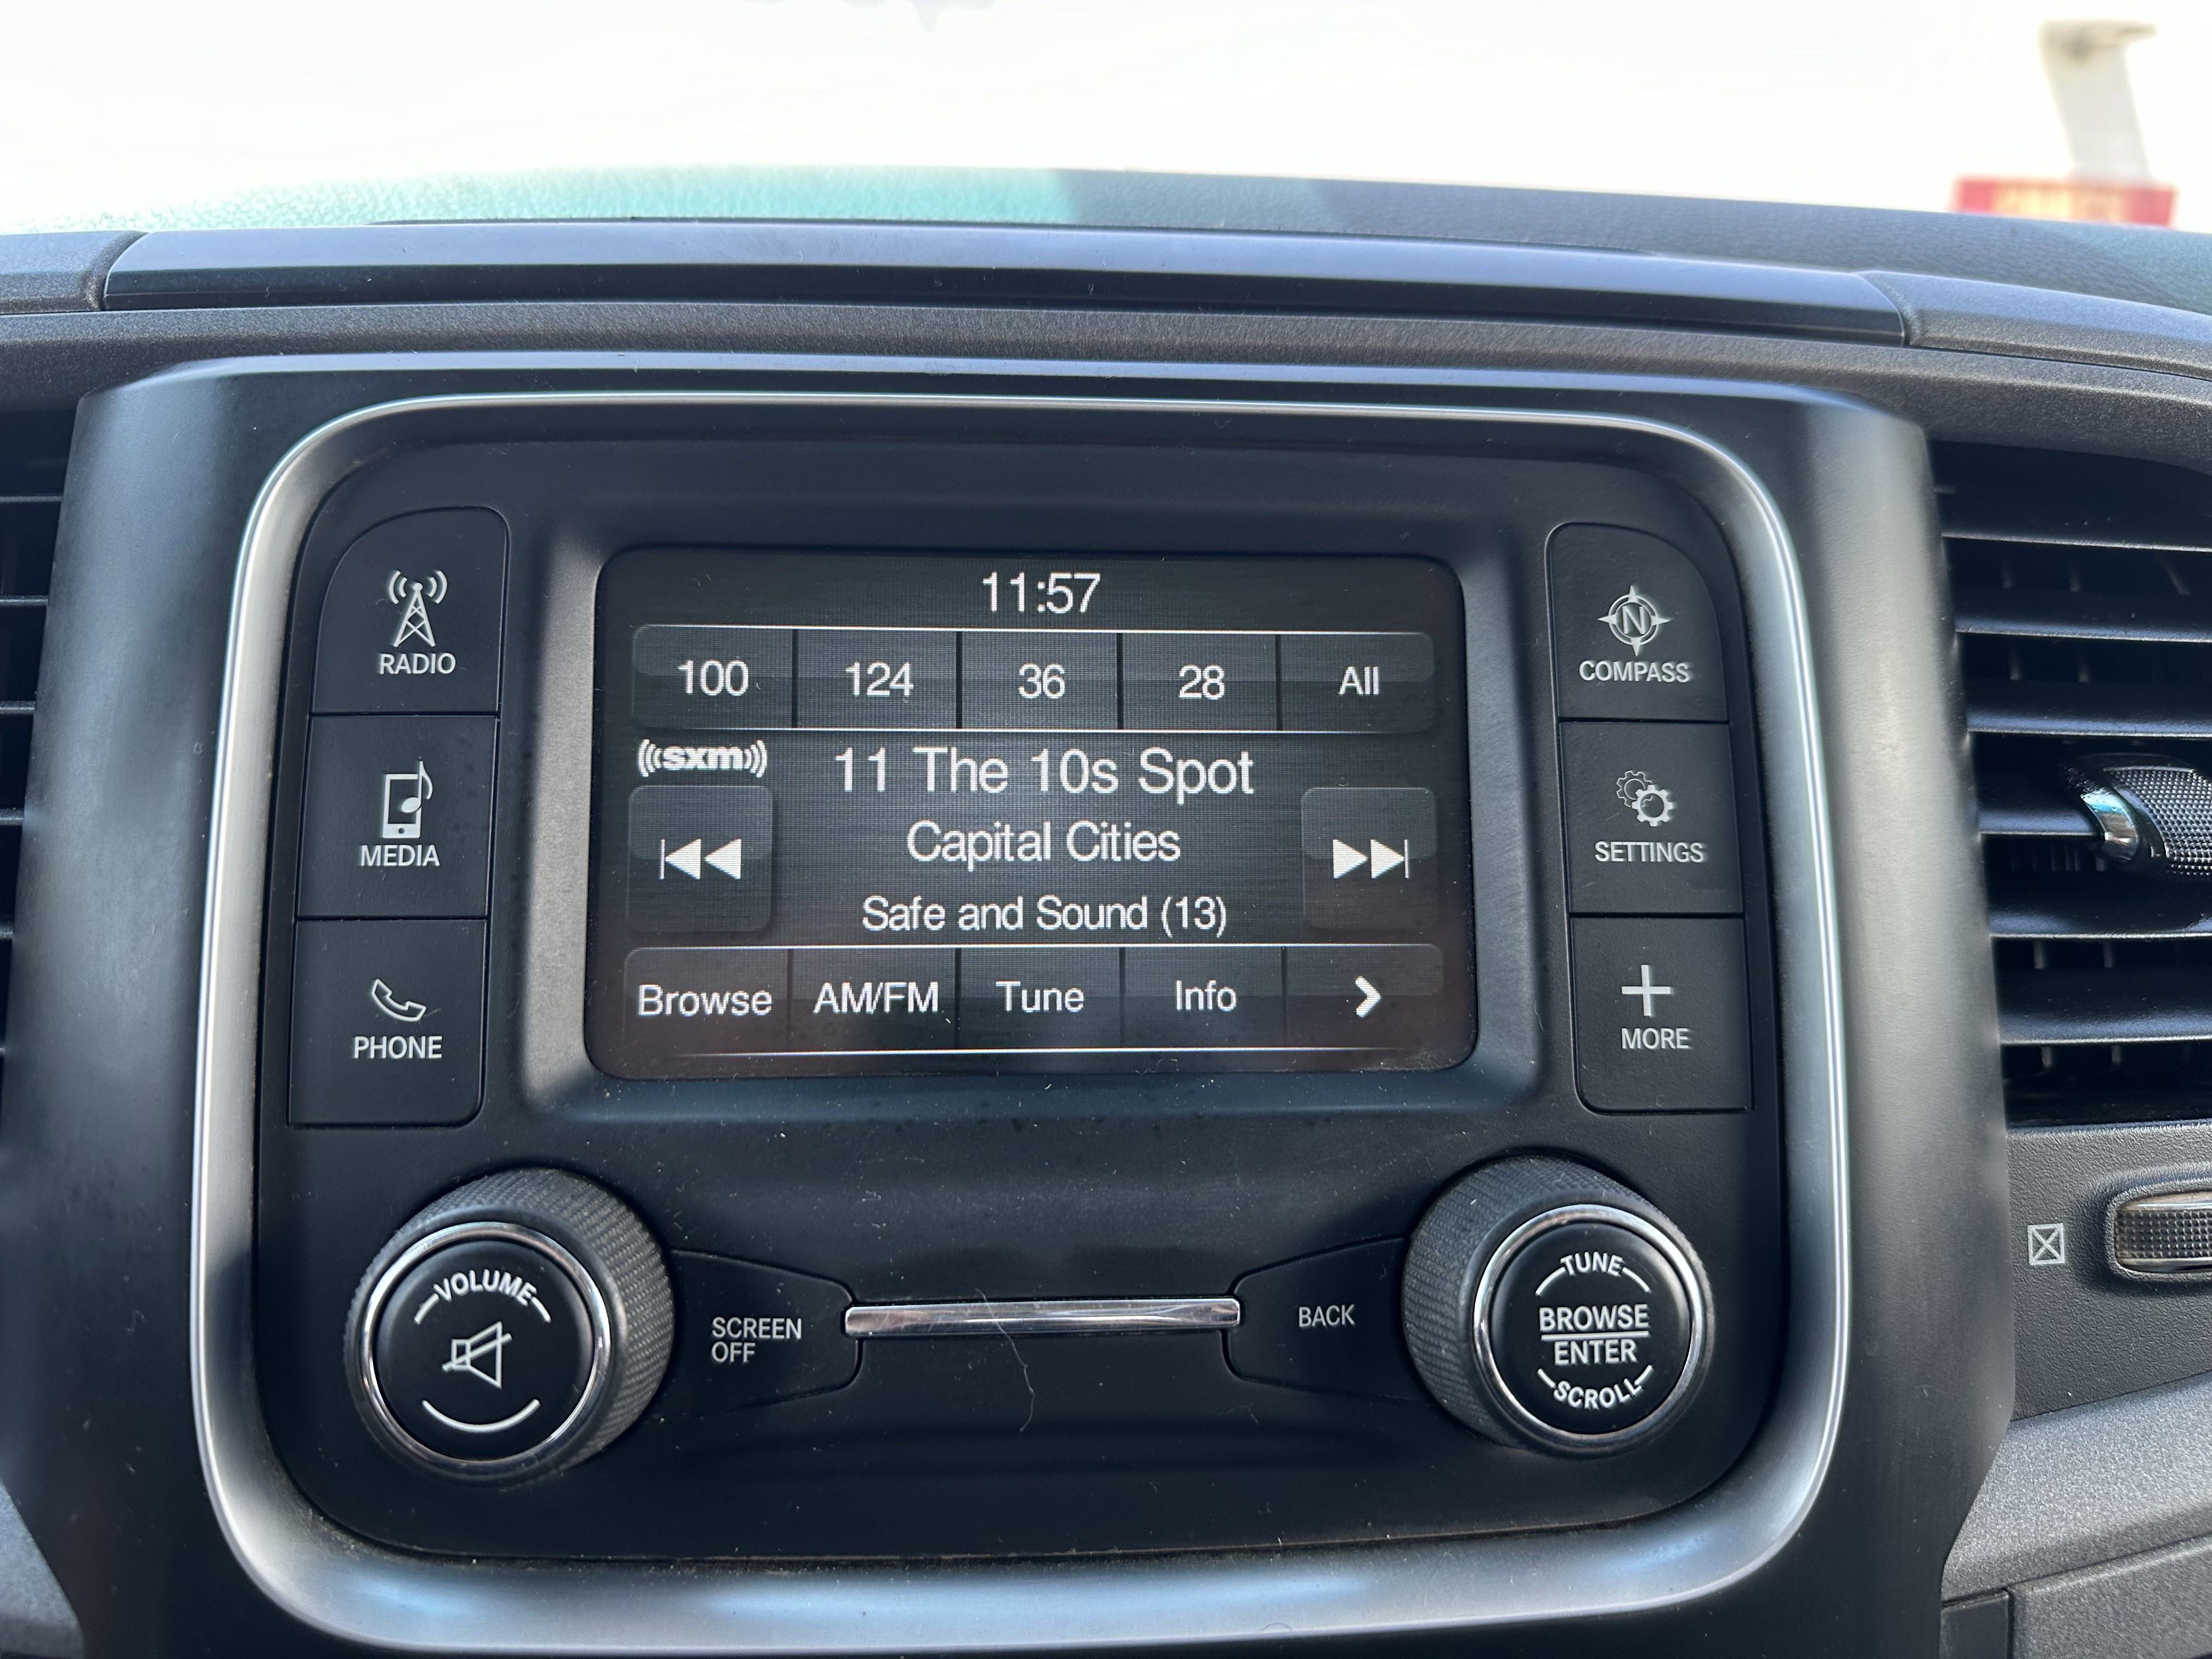 11:57
100 124 36 28 All
sxm 11 The 10s Spot
Capital Cities
Safe and Sound (13)
Browse AM/FM Tune Info
RADIO
MEDIA
PHONE
N
COMPASS
SETTINGS
MORE
VOLUME
SCREEN
OFF
BACK
TUNE
BROWSE
ENTER
SCROLL